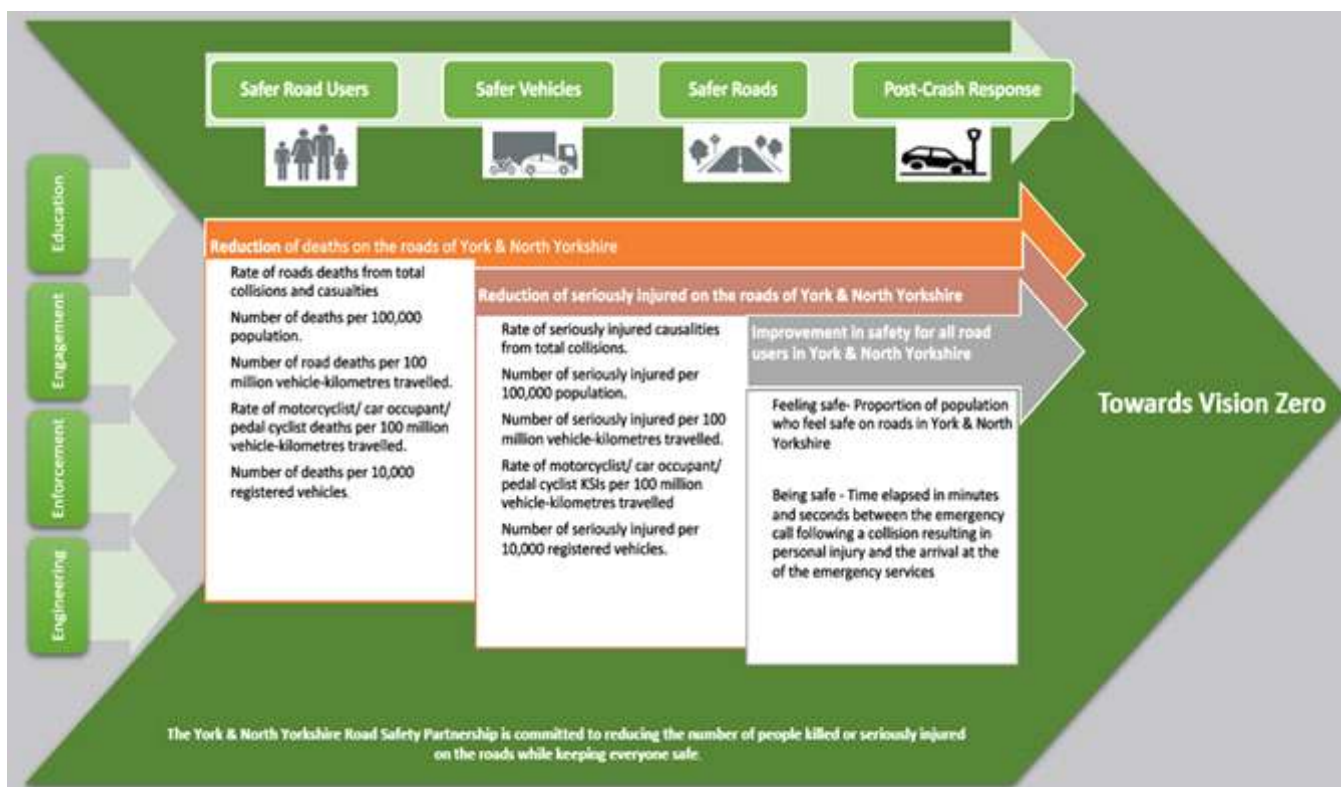 Safer Road Users
Safer Vehicles
Safer Roads
Post-Crash Response
Education
Engagement
Enforcement
Engineering
Reduction of deaths on the roads of York & North Yorkshire
Rate of roads deaths from total
collisions and casualties
Number of deaths per 100,000
population.
Number of road deaths per 100
million vehicle-kilometres travelled.
Rate of motorcyclist/ car occupant/
pedal cyclist deaths per 100 million
vehicle-kilometres travelled.
Number of deaths per 10,000
registered vehicles.
Reduction of seriously injured on the roads of York & North Yorkshire
Rate of seriously injured causalities
from total collisions.
Number of seriously injured per
100,000 population.
Number of seriously injured per 100
million vehicle-kilometres travelled.
Rate of motorcyclist/ car occupant/
pedal cyclist KSIs per 100 million
vehicle-kilometres travelled
Number of seriously injured per
10,000 registered vehicles.
Improvement in safety for all road
users in York & North Yorkshire
Feeling safe- Proportion of population
who feel safe on roads in York & North
Yorkshire
Being safe - Time elapsed in minutes
and seconds between the emergency
call following a collision resulting in
personal injury and the arrival at the
of the emergency services
Towards Vision Zero
The York & North Yorkshire Road Safety Partnership is committed to reducing the number of people killed or seriously injured
on the roads while keeping everyone safe.